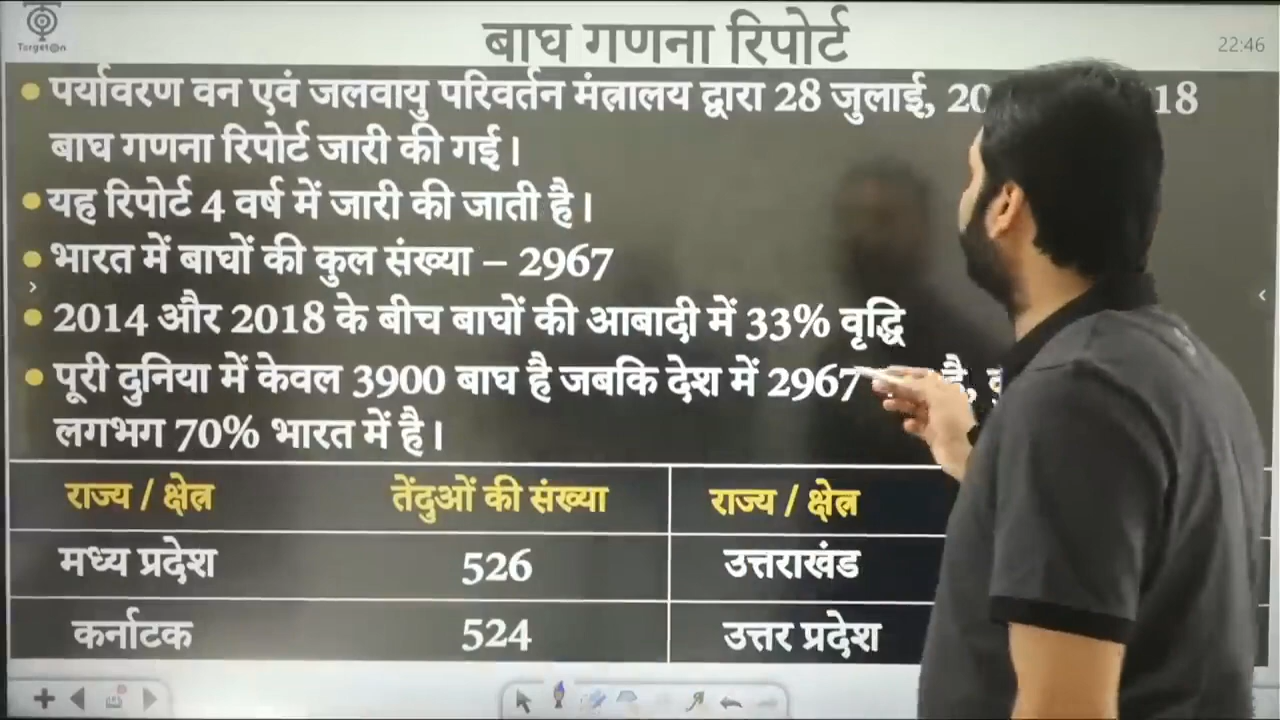 Target@n
बाघ गणना रिपोर्ट
22:46
पर्यावरण वन एवं जलवायु परिवर्तन मंत्रालय द्वारा 28 जुलाई, 20 18
बाघ गणना रिपोर्ट जारी की गई।
यह रिपोर्ट 4 वर्ष में जारी की जाती है।
भारत में बाघों की कुल संख्या – 2967
2014 और 2018 के बीच बाघों की आबादी में 33% वृद्धि
पूरी दुनिया में केवल 3900 बाघ है जबकि देश में 2967 है,
लगभग 70% भारत में है।
राज्य / क्षेत्र तेंदुओं की संख्या राज्य / क्षेत्र
मध्य प्रदेश 526 उत्तराखंड
कर्नाटक 524 उत्तर प्रदेश